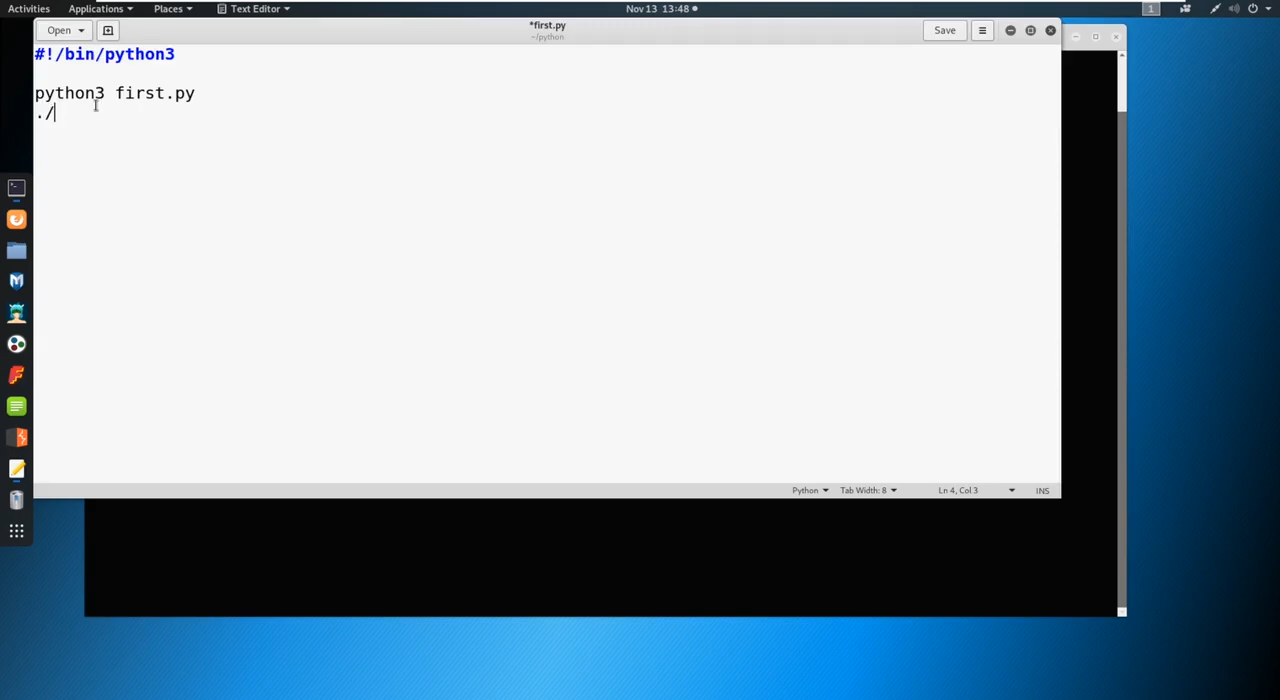 Activities Applications Places Text Editor Nov 13 13:48 1
Open *first.py Save
~/python
#!/bin/python3
python3 first.py
./
Python Tab Width: 8 Ln 4, Col 3 INS